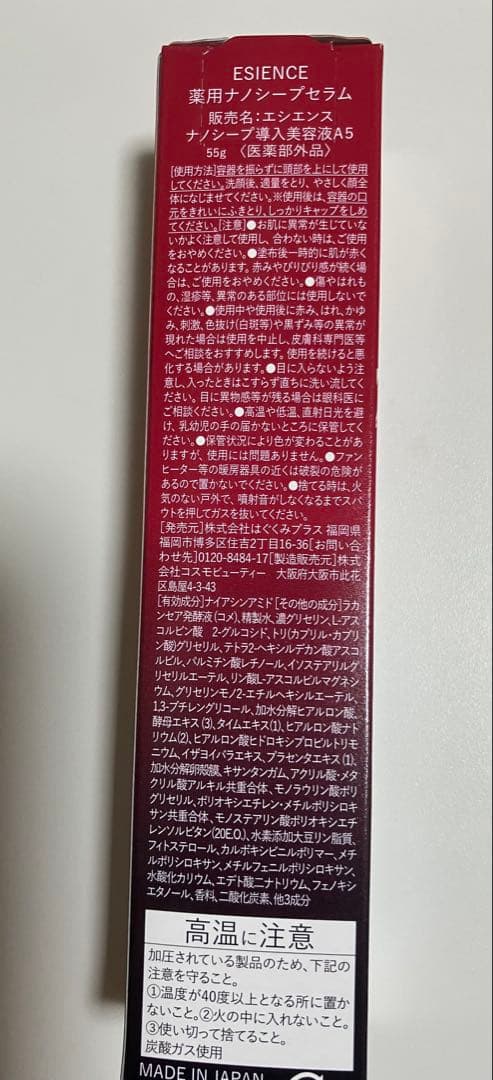 ESIENCE
薬用ナノシープセラム
販売名：エシエンス
ナノシープ導入美容液A5
55g 〈医薬部外品〉
[使用方法]容器を振らずに頭部を上にして使用
してください。洗顔後、適量をとり、やさしく顔全
体になじませてください。※使用後は、容器の口
元をきれいにふきとり、しっかりキャップをしめ
てください。[注意]●お肌に異常が生じていな
いかよく注意して使用し、合わない時は、ご使用
をおやめください。●塗布後一時的に肌が赤く
なることがあります。赤みやぴりぴり感が続く場
合は、ご使用をおやめください。●傷やはれも
の、湿疹等、異常のある部位には使用しないで
ください。●使用中や使用後に赤み、はれ、かゆ
み、刺激、色抜け(白斑等)や黒ずみ等の異常が
現れた場合は使用を中止し、皮膚科専門医等
へご相談をおすすめします。使用を続けると悪
化する場合があります。●目に入らないよう注
意し、入ったときはこすらず直ちに洗い流してく
ださい。目に異物感等が残る場合は眼科医に
ご相談ください。●高温や低温、直射日光を避
け、乳幼児の手の届かないところに保管してく
ださい。●保管状況により色が変わることがあ
りますが、使用には問題ありません。●ファン
ヒーター等の暖房器具の近くは破裂の危険が
あるので置かないでください。●捨てる時は、火
気のない戸外で、噴射音がしなくなるまでスパ
ウトを押してガスを抜いてください。
[発売元]株式会社はぐくみプラス 福岡県
福岡市博多区住吉2丁目16-36[お問い合
わせ先]0120-8484-17[製造販売元]株式
会社コスモビューティー 大阪府大阪市此花
区島屋4-3-43
[有効成分]ナイアシンアミド[その他の成分]ラカ
ンセア発酵液(コメ)、精製水、濃グリセリン、L-アス
コルビン酸 2-グルコシド、トリ(カプリル・カプリ
ン酸)グリセリル、テトラ2-ヘキシルデカン酸アスコ
ルビル、パルミチン酸レチノール、イソステアリルグ
リセリルエーテル、リン酸L-アスコルビルマグネシ
ウム、グリセリンモノ2-エチルヘキシルエーテル、
1,3-ブチレングリコール、加水分解ヒアルロン酸、
酵母エキス(3)、タイムエキス(1)、ヒアルロン酸ナト
リウム(2)、ヒアルロン酸ヒドロキシプロピルトリモ
ニウム、イザヨイバラエキス、プラセンタエキス(1)、
加水分解卵殻膜、キサンタンガム、アクリル酸・メタ
クリル酸アルキル共重合体、モノラウリン酸ポリ
グリセリル、ポリオキシエチレン・メチルポリシロキ
サン共重合体、モノステアリン酸ポリオキシエチ
レンソルビタン(20E.O.)、水素添加大豆リン脂質、
フィトステロール、カルボキシビニルポリマー、メチ
ルポリシロキサン、メチルフェニルポリシロキサン、
水酸化カリウム、エデト酸二ナトリウム、フェノキシ
エタノール、香料、二酸化炭素、他3成分
高温に注意
加圧されている製品のため、下記の
注意を守ること。
①温度が40度以上となる所に置か
ないこと。②火の中に入れないこと。
③使い切って捨てること。
炭酸ガス使用
MADE IN JAPAN